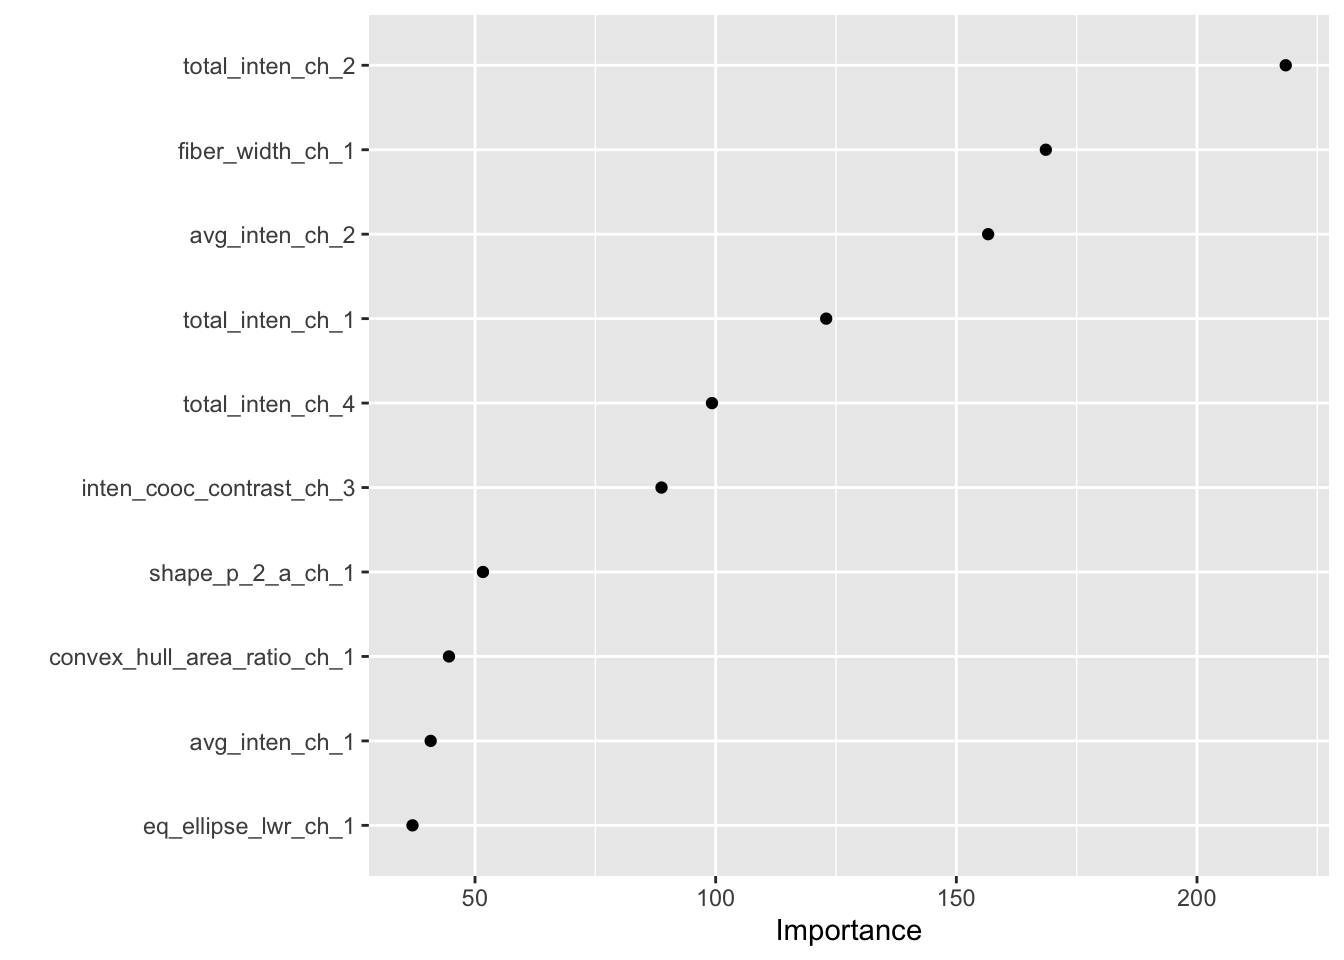 total_inten_ch_2
fiber_width_ch_1
avg_inten_ch_2
total_inten_ch_1
total_inten_ch_4
inten_cooc_contrast_ch_3
shape_p_2_a_ch_1
convex_hull_area_ratio_ch_1
avg_inten_ch_1
eq_ellipse_lwr_ch_1
50 100 150 200
Importance